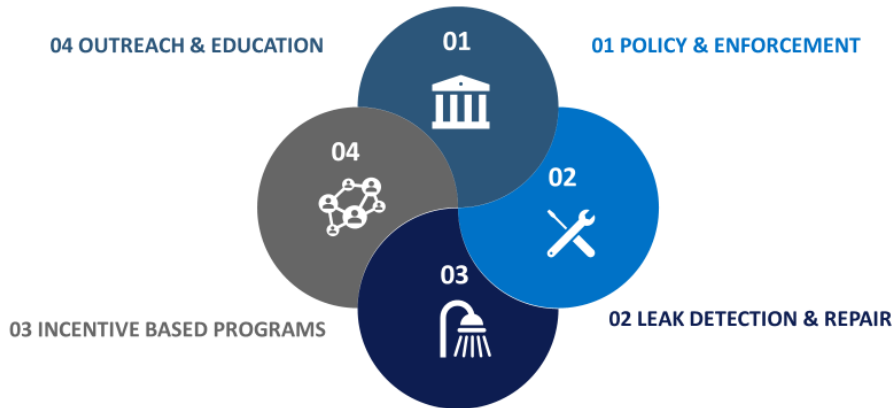 04 OUTREACH & EDUCATION
01
01 POLICY & ENFORCEMENT
04
02
03
03 INCENTIVE BASED PROGRAMS
02 LEAK DETECTION & REPAIR